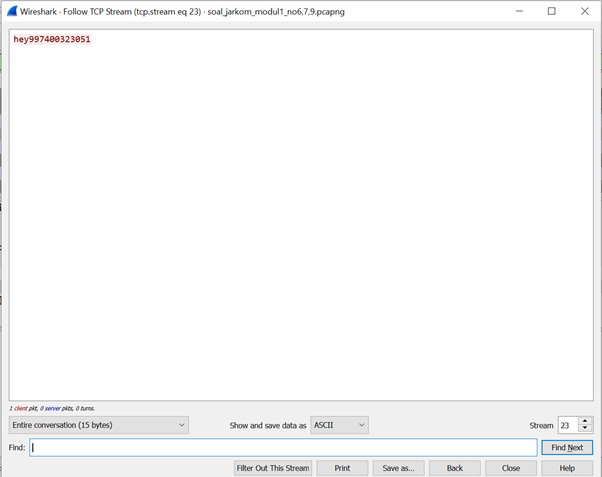 Wireshark - Follow TCP Stream (tcp.stream eq 23) - soal_jarkom_modul1_no6,7,9.pcapng
hey997400323051
1 client pkt, 0 server pkts, 0 turns.
Entire conversation (15 bytes) Show and save data as ASCII Stream 23
Find: Find Next
Filter Out This Stream Print Save as... Back Close Help